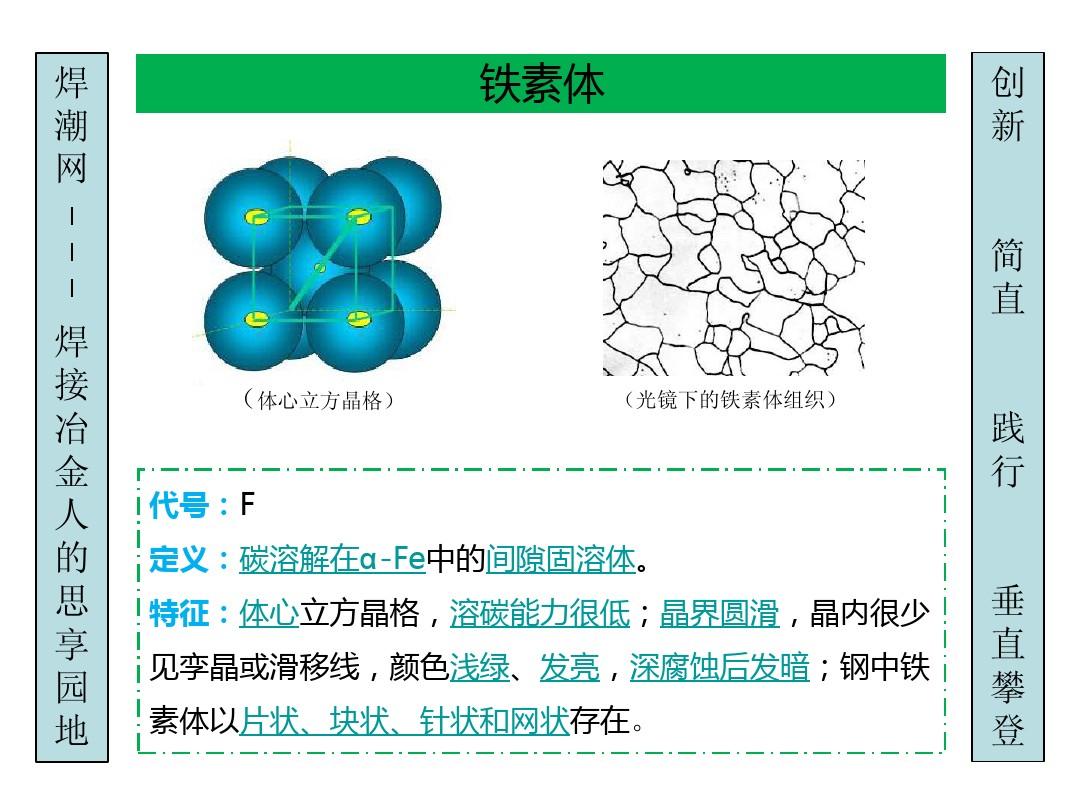 铁素体
焊潮网---焊接冶金人的思享园地
(体心立方晶格)
(光镜下的铁素体组织)
代号：F
定义：碳溶解在α-Fe中的间隙固溶体。
特征：体心立方晶格，溶碳能力很低；晶界圆滑，晶内很少
见孪晶或滑移线，颜色浅绿、发亮，深腐蚀后发暗；钢中铁
素体以片状、块状、针状和网状存在。
创新 简直 践行 垂直攀登